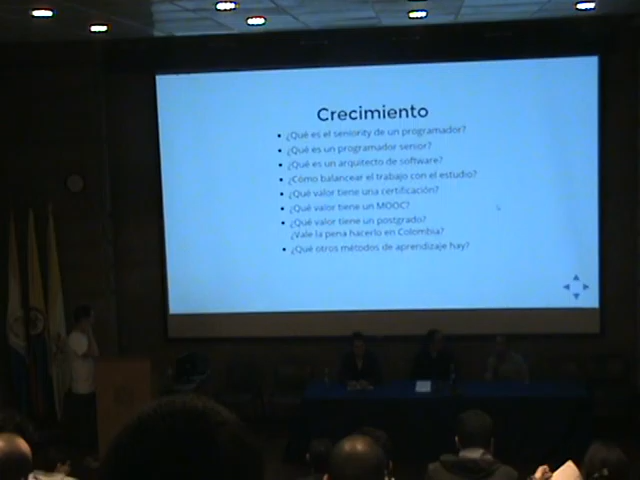 Crecimiento
¿Qué es el seniority de un programador?
¿Qué es un programador senior?
¿Qué es un arquitecto de software?
¿Cómo balancear el trabajo con el estudio?
¿Qué valor tiene una certificación?
¿Qué valor tiene un MOOC?
¿Qué valor tiene un postgrado?
¿Vale la pena hacerlo en Colombia?
¿Qué otros métodos de aprendizaje hay?